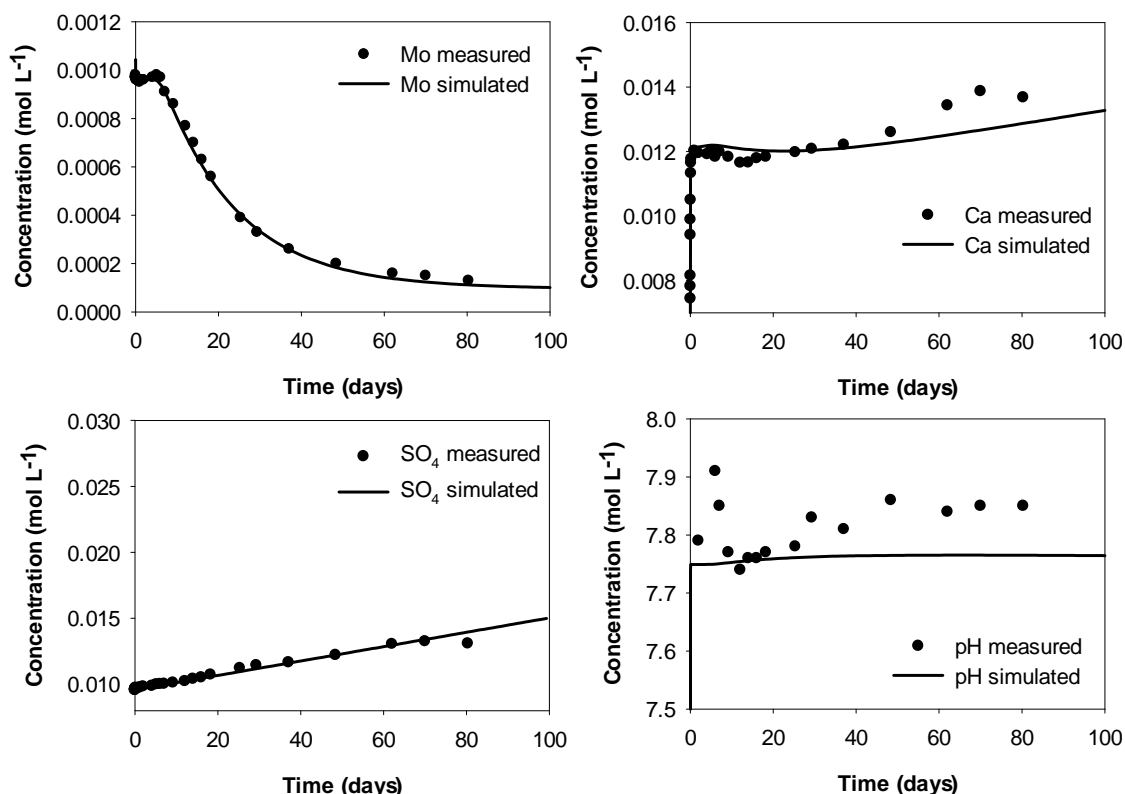 Concentration (mol L-1)
0.0012
0.0010
0.0008
0.0006
0.0004
0.0002
0.0000
Mo measured
Mo simulated
0 20 40 60 80 100
Time (days)
Concentration (mol L-1)
0.016
0.014
0.012
0.010
0.008
Ca measured
Ca simulated
0 20 40 60 80 100
Time (days)
Concentration (mol L-1)
0.030
0.025
0.020
0.015
0.010
SO4 measured
SO4 simulated
0 20 40 60 80 100
Time (days)
Concentration (mol L-1)
8.0
7.9
7.8
7.7
7.6
7.5
pH measured
pH simulated
0 20 40 60 80 100
Time (days)